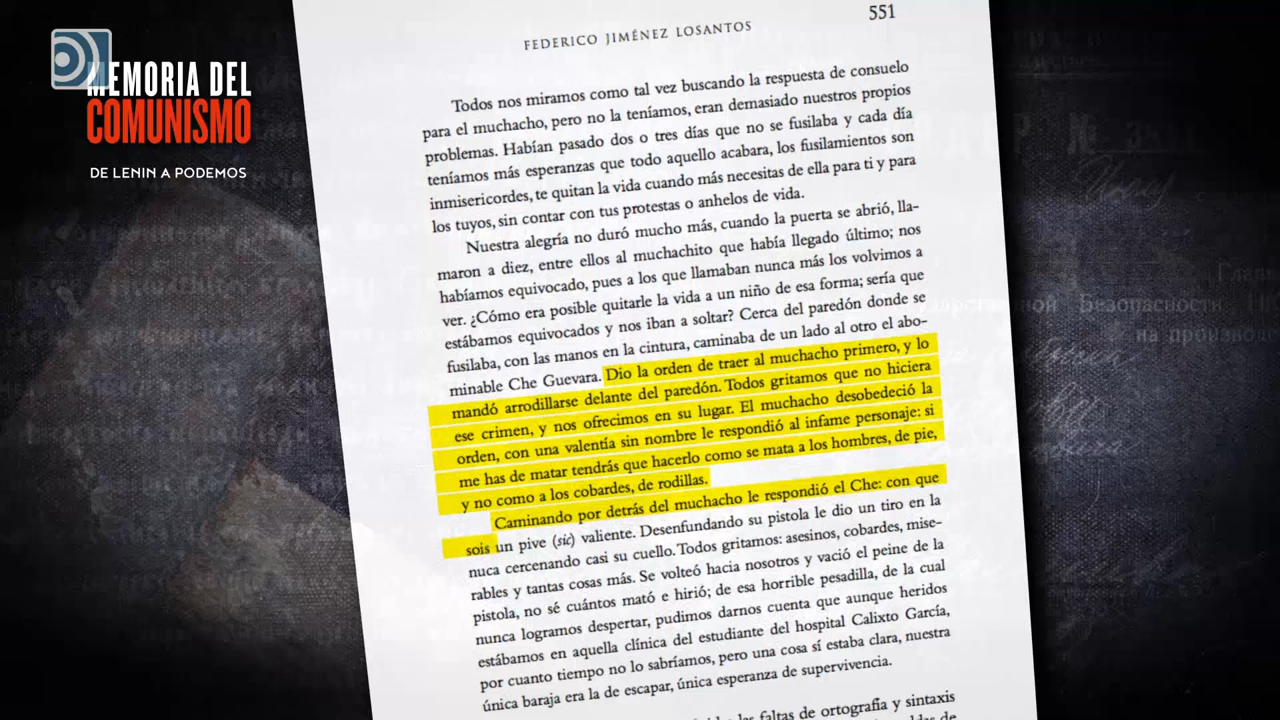 MEMORIA DEL
COMUNISMO
DE LENIN A PODEMOS
551
FEDERICO JIMÉNEZ LOSANTOS
Todos nos miramos como tal vez buscando la respuesta de consuelo
para el muchacho, pero no la teníamos, eran demasiado nuestros propios
problemas. Habían pasado dos o tres días que no se fusilaba y cada día
teníamos más esperanzas que todo aquello acabara, los fusilamientos son
inmisericordes, te quitan la vida cuando más necesitas de ella para ti y para
los tuyos, sin contar con tus protestas o anhelos de vida.
Nuestra alegría no duró mucho más, cuando la puerta se abrió, lla-
maron a diez, entre ellos al muchachito que había llegado último; nos
habíamos equivocado, pues a los que llamaban nunca más los volvimos a
ver. ¿Cómo era posible quitarle la vida a un niño de esa forma; sería que
estábamos equivocados y nos iban a soltar? Cerca del paredón donde se
fusilaba, con las manos en la cintura, caminaba de un lado al otro el abo-
minable Che Guevara. Dio la orden de traer al muchacho primero, y lo
mandó arrodillarse delante del paredón. Todos gritamos que no hiciera
ese crimen, y nos ofrecimos en su lugar. El muchacho desobedeció la
orden, con una valentía sin nombre le respondió al infame personaje: si
me has de matar tendrás que hacerlo como se mata a los hombres, de pie,
y no como a los cobardes, de rodillas.
Caminando por detrás del muchacho le respondió el Che: con que
sois un pive (sic) valiente. Desenfundando su pistola le dio un tiro en la
nuca cercenando casi su cuello. Todos gritamos: asesinos, cobardes, mise-
rables y tantas cosas más. Se volteó hacia nosotros y vació el peine de la
pistola, no sé cuántos mató e hirió; de esa horrible pesadilla, de la cual
nunca logramos despertar, pudimos darnos cuenta que aunque heridos
estábamos en aquella clínica del estudiante del hospital Calixto García,
por cuanto tiempo no lo sabríamos, pero una cosa sí estaba clara, nuestra
única baraja era la de escapar, única esperanza de supervivencia.
las faltas de ortografía y sintaxis
de
Безопасности
на